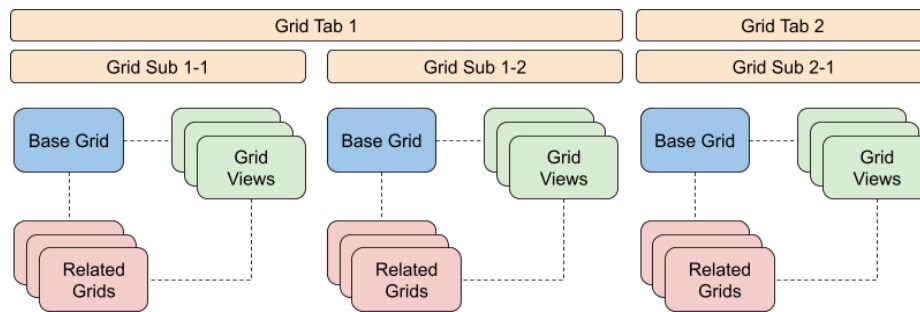 Grid Tab 1
Grid Tab 2
Grid Sub 1-1
Grid Sub 1-2
Grid Sub 2-1
Base Grid
Grid
Views
Base Grid
Grid
Views
Base Grid
Grid
Views
Related
Grids
Related
Grids
Related
Grids